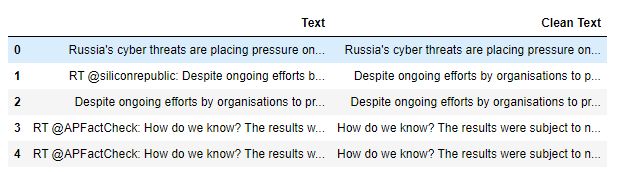 Text Clean Text
0 Russia's cyber threats are placing pressure on... Russia's cyber threats are placing pressure on...
1 RT @siliconrepublic: Despite ongoing efforts b... Despite ongoing efforts by organisations to p...
2 Despite ongoing efforts by organisations to pr... Despite ongoing efforts by organisations to pr...
3 RT @APFactCheck: How do we know? The results w... How do we know? The results were subject to n...
4 RT @APFactCheck: How do we know? The results w... How do we know? The results were subject to n...